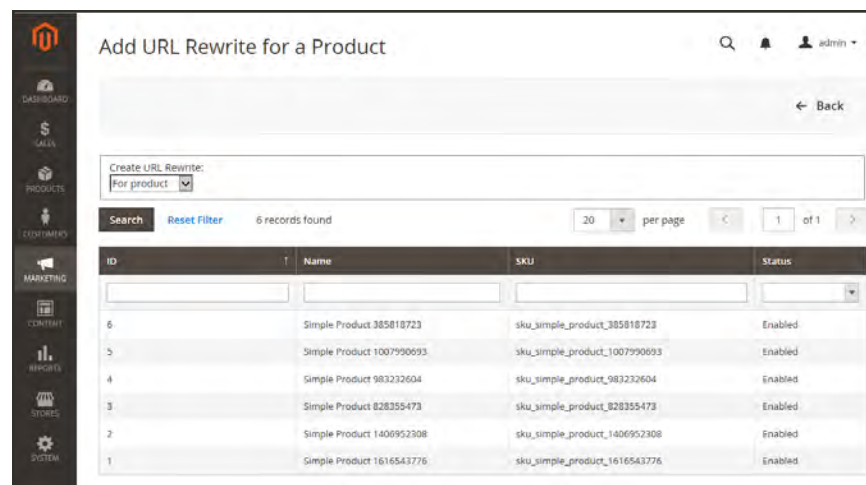 Add URL Rewrite for a Product
admin
DASHBOARD
Back
SALES
Create URL Rewrite:
For product
PRODUCTS
Search Reset Filter 6 records found 20 per page 1 of 1
CUSTOMERS
ID Name SKU Status
MARKETING
CONTENT
6 Simple Product 385818723 sku_simple_product_385818723 Enabled
5 Simple Product 1007990693 sku_simple_product_1007990693 Enabled
REPORTS
4 Simple Product 983232604 sku_simple_product_983232604 Enabled
3 Simple Product 828355473 sku_simple_product_828355473 Enabled
STORES
2 Simple Product 1406952308 sku_simple_product_1406952308 Enabled
SYSTEM
1 Simple Product 1616543776 sku_simple_product_1616543776 Enabled